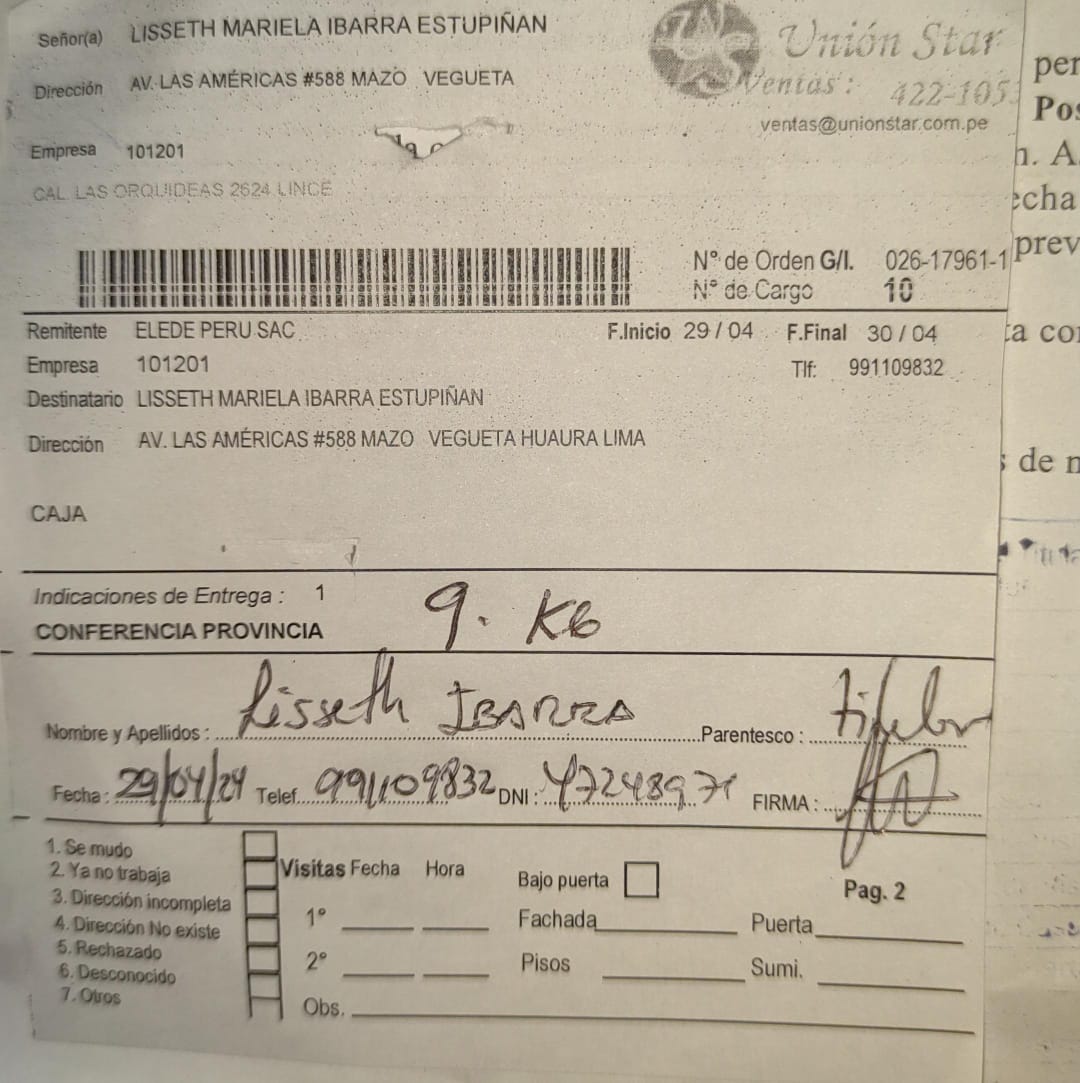 Señor(a) LISSETH MARIELA IBARRA ESTUPIÑAN
Unión Star
Dirección AV. LAS AMÉRICAS #588 MAZO VEGUETA
Ventas: 422-1053
ventas@unionstar.com.pe
Empresa 101201
CAL. LAS ORQUIDEAS 2624 LINCE
N° de Orden G/I. 026-17961-1
N° de Cargo 10
Remitente ELEDE PERU SAC
F.Inicio 29 / 04 F.Final 30 / 04
Empresa 101201
Tlf: 991109832
Destinatario LISSETH MARIELA IBARRA ESTUPIÑAN
Dirección AV. LAS AMÉRICAS #588 MAZO VEGUETA HUAURA LIMA
CAJA
Indicaciones de Entrega : 1
9. KG
CONFERENCIA PROVINCIA
Nombre y Apellidos : Lisseth IBARRA Parentesco :
Fecha : 29/04/24 Telef. 991109832 DNI : 47248971 FIRMA :
1. Se mudo
2. Ya no trabaja
3. Dirección incompleta
4. Dirección No existe
5. Rechazado
6. Desconocido
7. Otros
Visitas Fecha Hora
Bajo puerta
Pag. 2
1°
Fachada
Puerta
2°
Pisos
Sumi.
Obs.
per
Pos
n. A
echa
prev
ta con
s de n